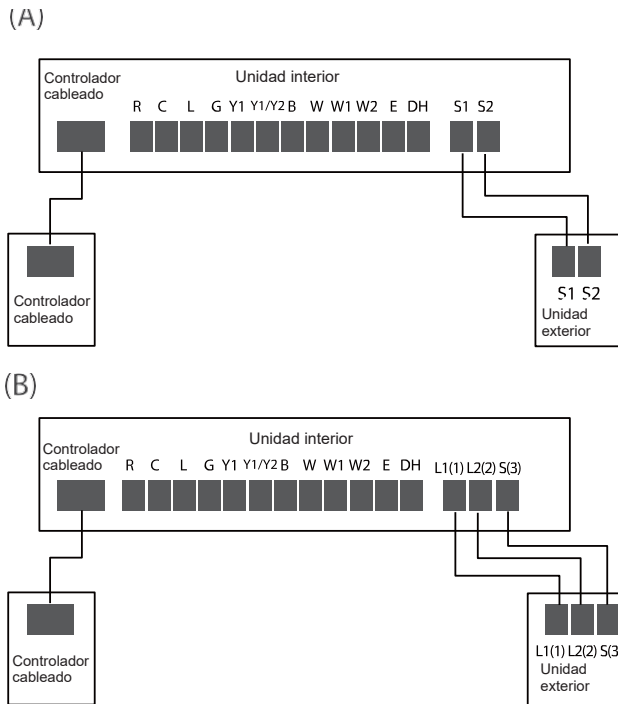 (A)
Controlador
cableado
Unidad interior
R C L G Y1 Y1/Y2 B W W1 W2 E DH S1 S2
Controlador
cableado
S1 S2
Unidad
exterior
(B)
Controlador
cableado
Unidad interior
R C L G Y1 Y1/Y2 B W W1 W2 E DH L1(1) L2(2) S(3)
Controlador
cableado
L1(1) L2(2) S(3
Unidad
exterior